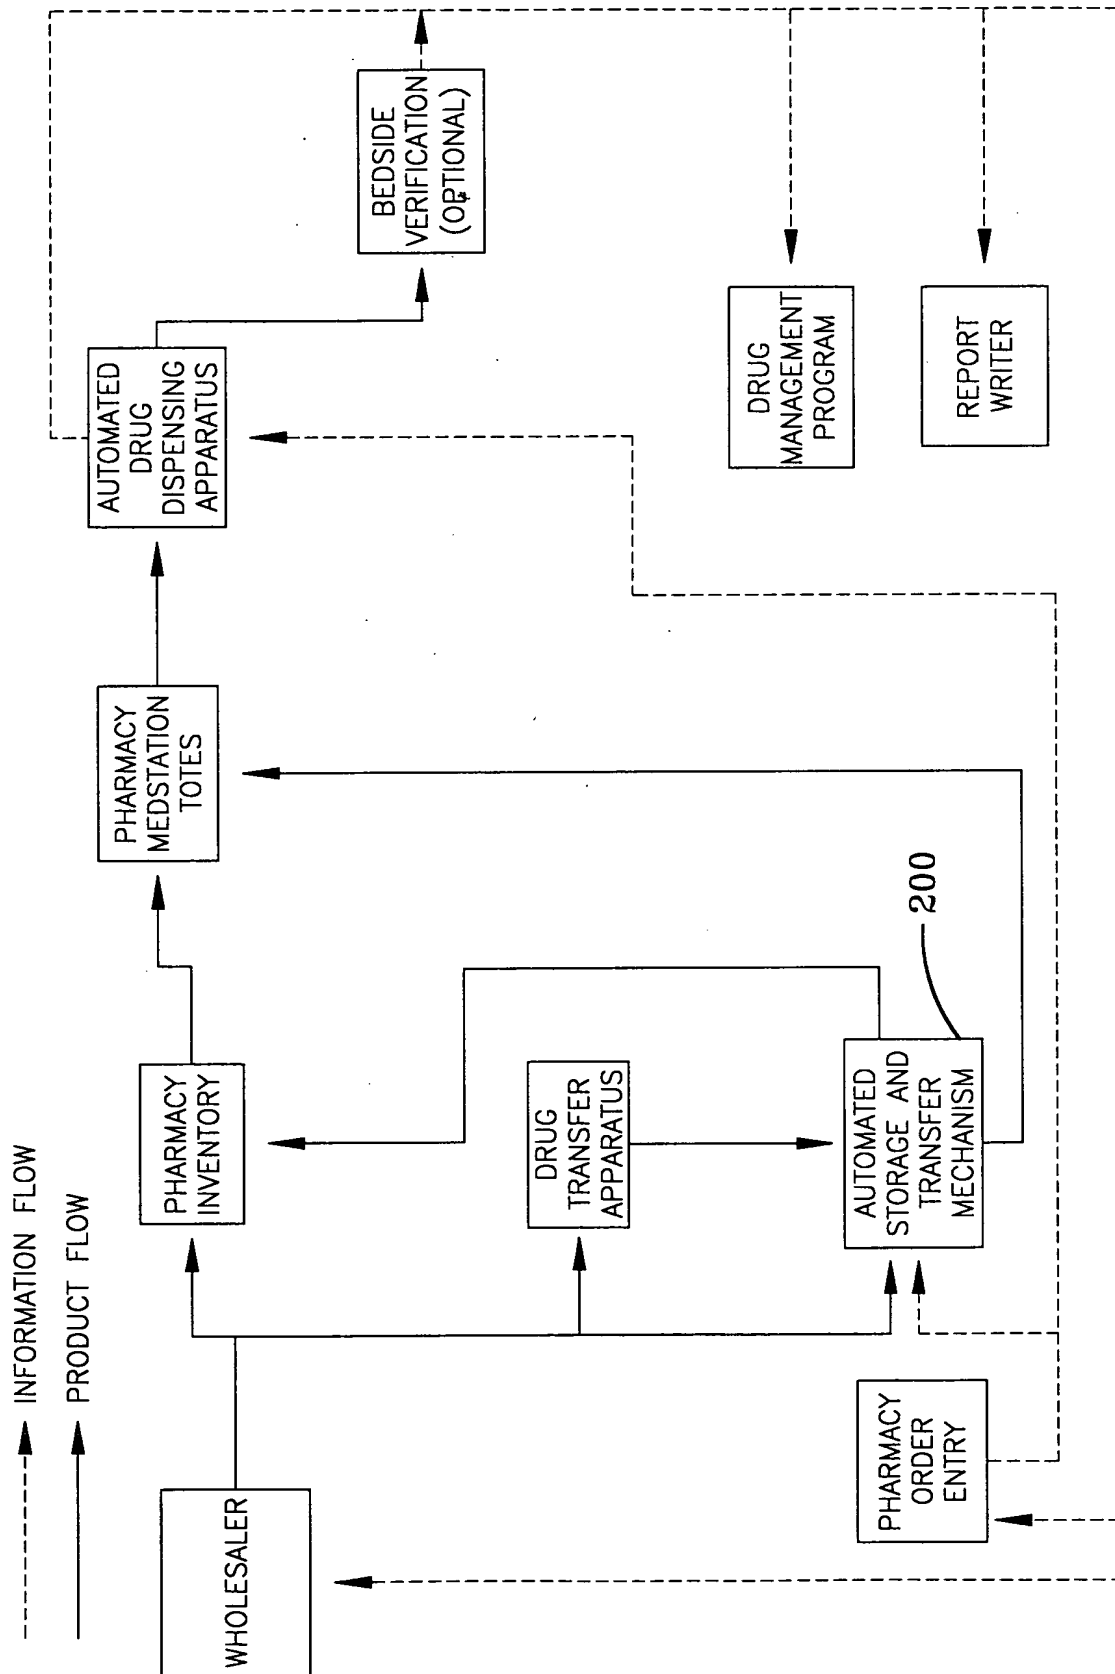 INFORMATION FLOW
PRODUCT FLOW
WHOLESALER
PHARMACY
INVENTORY
PHARMACY
MEDSTATION
TOTES
AUTOMATED
DRUG
DISPENSING
APPARATUS
BEDSIDE
VERIFICATION
(OPTIONAL)
DRUG
TRANSFER
APPARATUS
PHARMACY
ORDER
ENTRY
AUTOMATED
STORAGE AND
TRANSFER
MECHANISM
200
DRUG
MANAGEMENT
PROGRAM
REPORT
WRITER